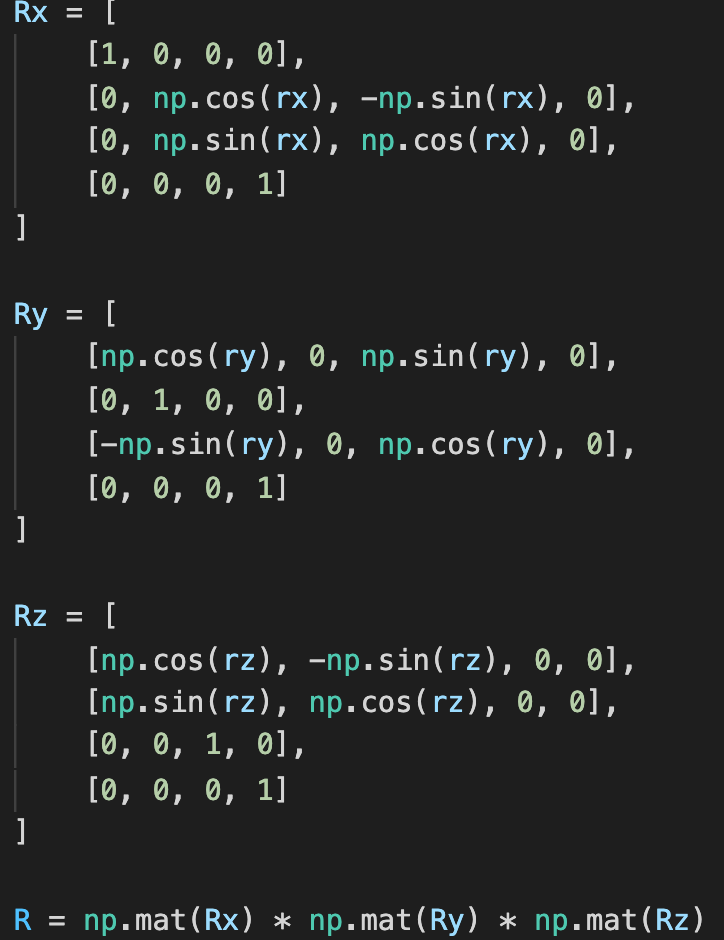 Rx = [
    [1, 0, 0, 0],
    [0, np.cos(rx), -np.sin(rx), 0],
    [0, np.sin(rx), np.cos(rx), 0],
    [0, 0, 0, 1]
]

Ry = [
    [np.cos(ry), 0, np.sin(ry), 0],
    [0, 1, 0, 0],
    [-np.sin(ry), 0, np.cos(ry), 0],
    [0, 0, 0, 1]
]

Rz = [
    [np.cos(rz), -np.sin(rz), 0, 0],
    [np.sin(rz), np.cos(rz), 0, 0],
    [0, 0, 1, 0],
    [0, 0, 0, 1]
]

R = np.mat(Rx) * np.mat(Ry) * np.mat(Rz)